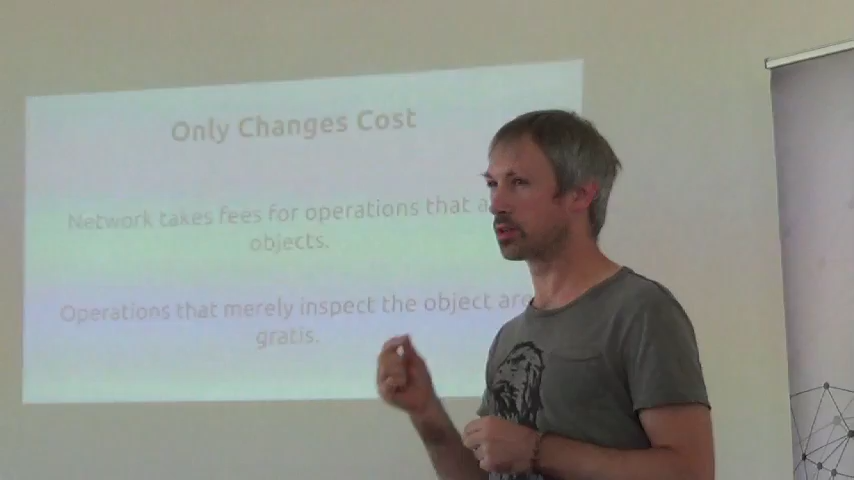 Only Changes Cost
Network takes fees for operations that a
objects.
Operations that merely inspect the object are
gratis.